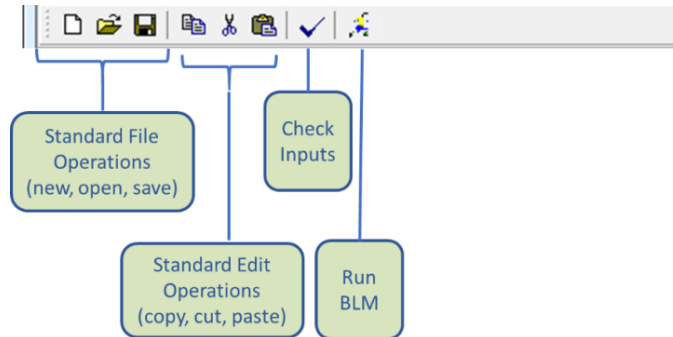 Standard File
Operations
(new, open, save)
Check
Inputs
Standard Edit
Operations
(copy, cut, paste)
Run
BLM